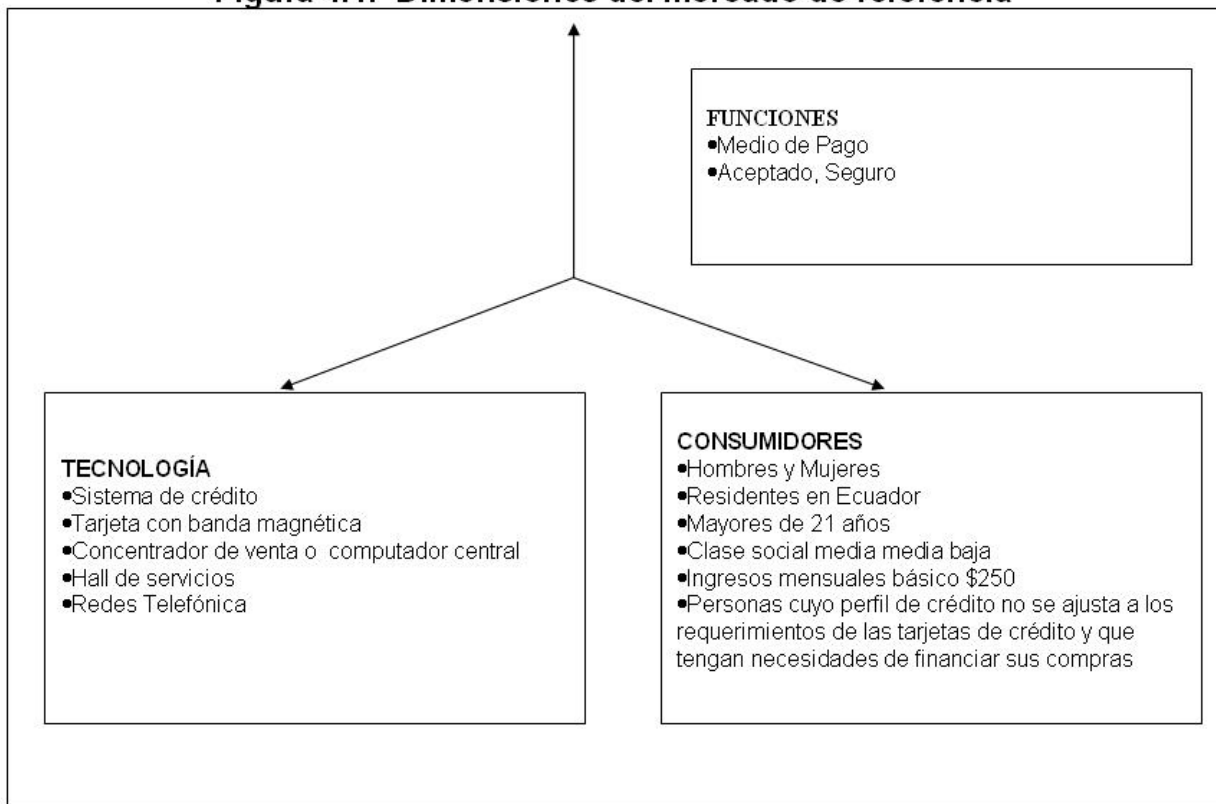 FUNCIONES
•Medio de Pago
•Aceptado, Seguro
TECNOLOGÍA
•Sistema de crédito
•Tarjeta con banda magnética
•Concentrador de venta o computador central
•Hall de servicios
•Redes Telefónica
CONSUMIDORES
•Hombres y Mujeres
•Residentes en Ecuador
•Mayores de 21 años
•Clase social media media baja
•Ingresos mensuales básico $250
•Personas cuyo perfil de crédito no se ajusta a los
requerimientos de las tarjetas de crédito y que
tengan necesidades de financiar sus compras